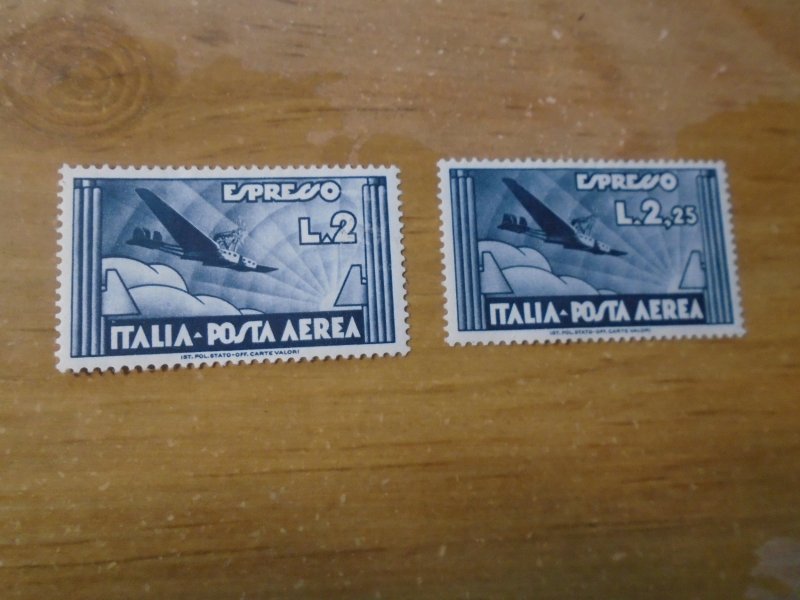 ESPRESSO
L.2
ITALIA-POSTA AEREA
IST. POL. STATO-OFF. CARTE VALORI
ESPRESSO
L.2,25
ITALIA-POSTA AEREA
IST. POL. STATO-OFF. CARTE VALORI